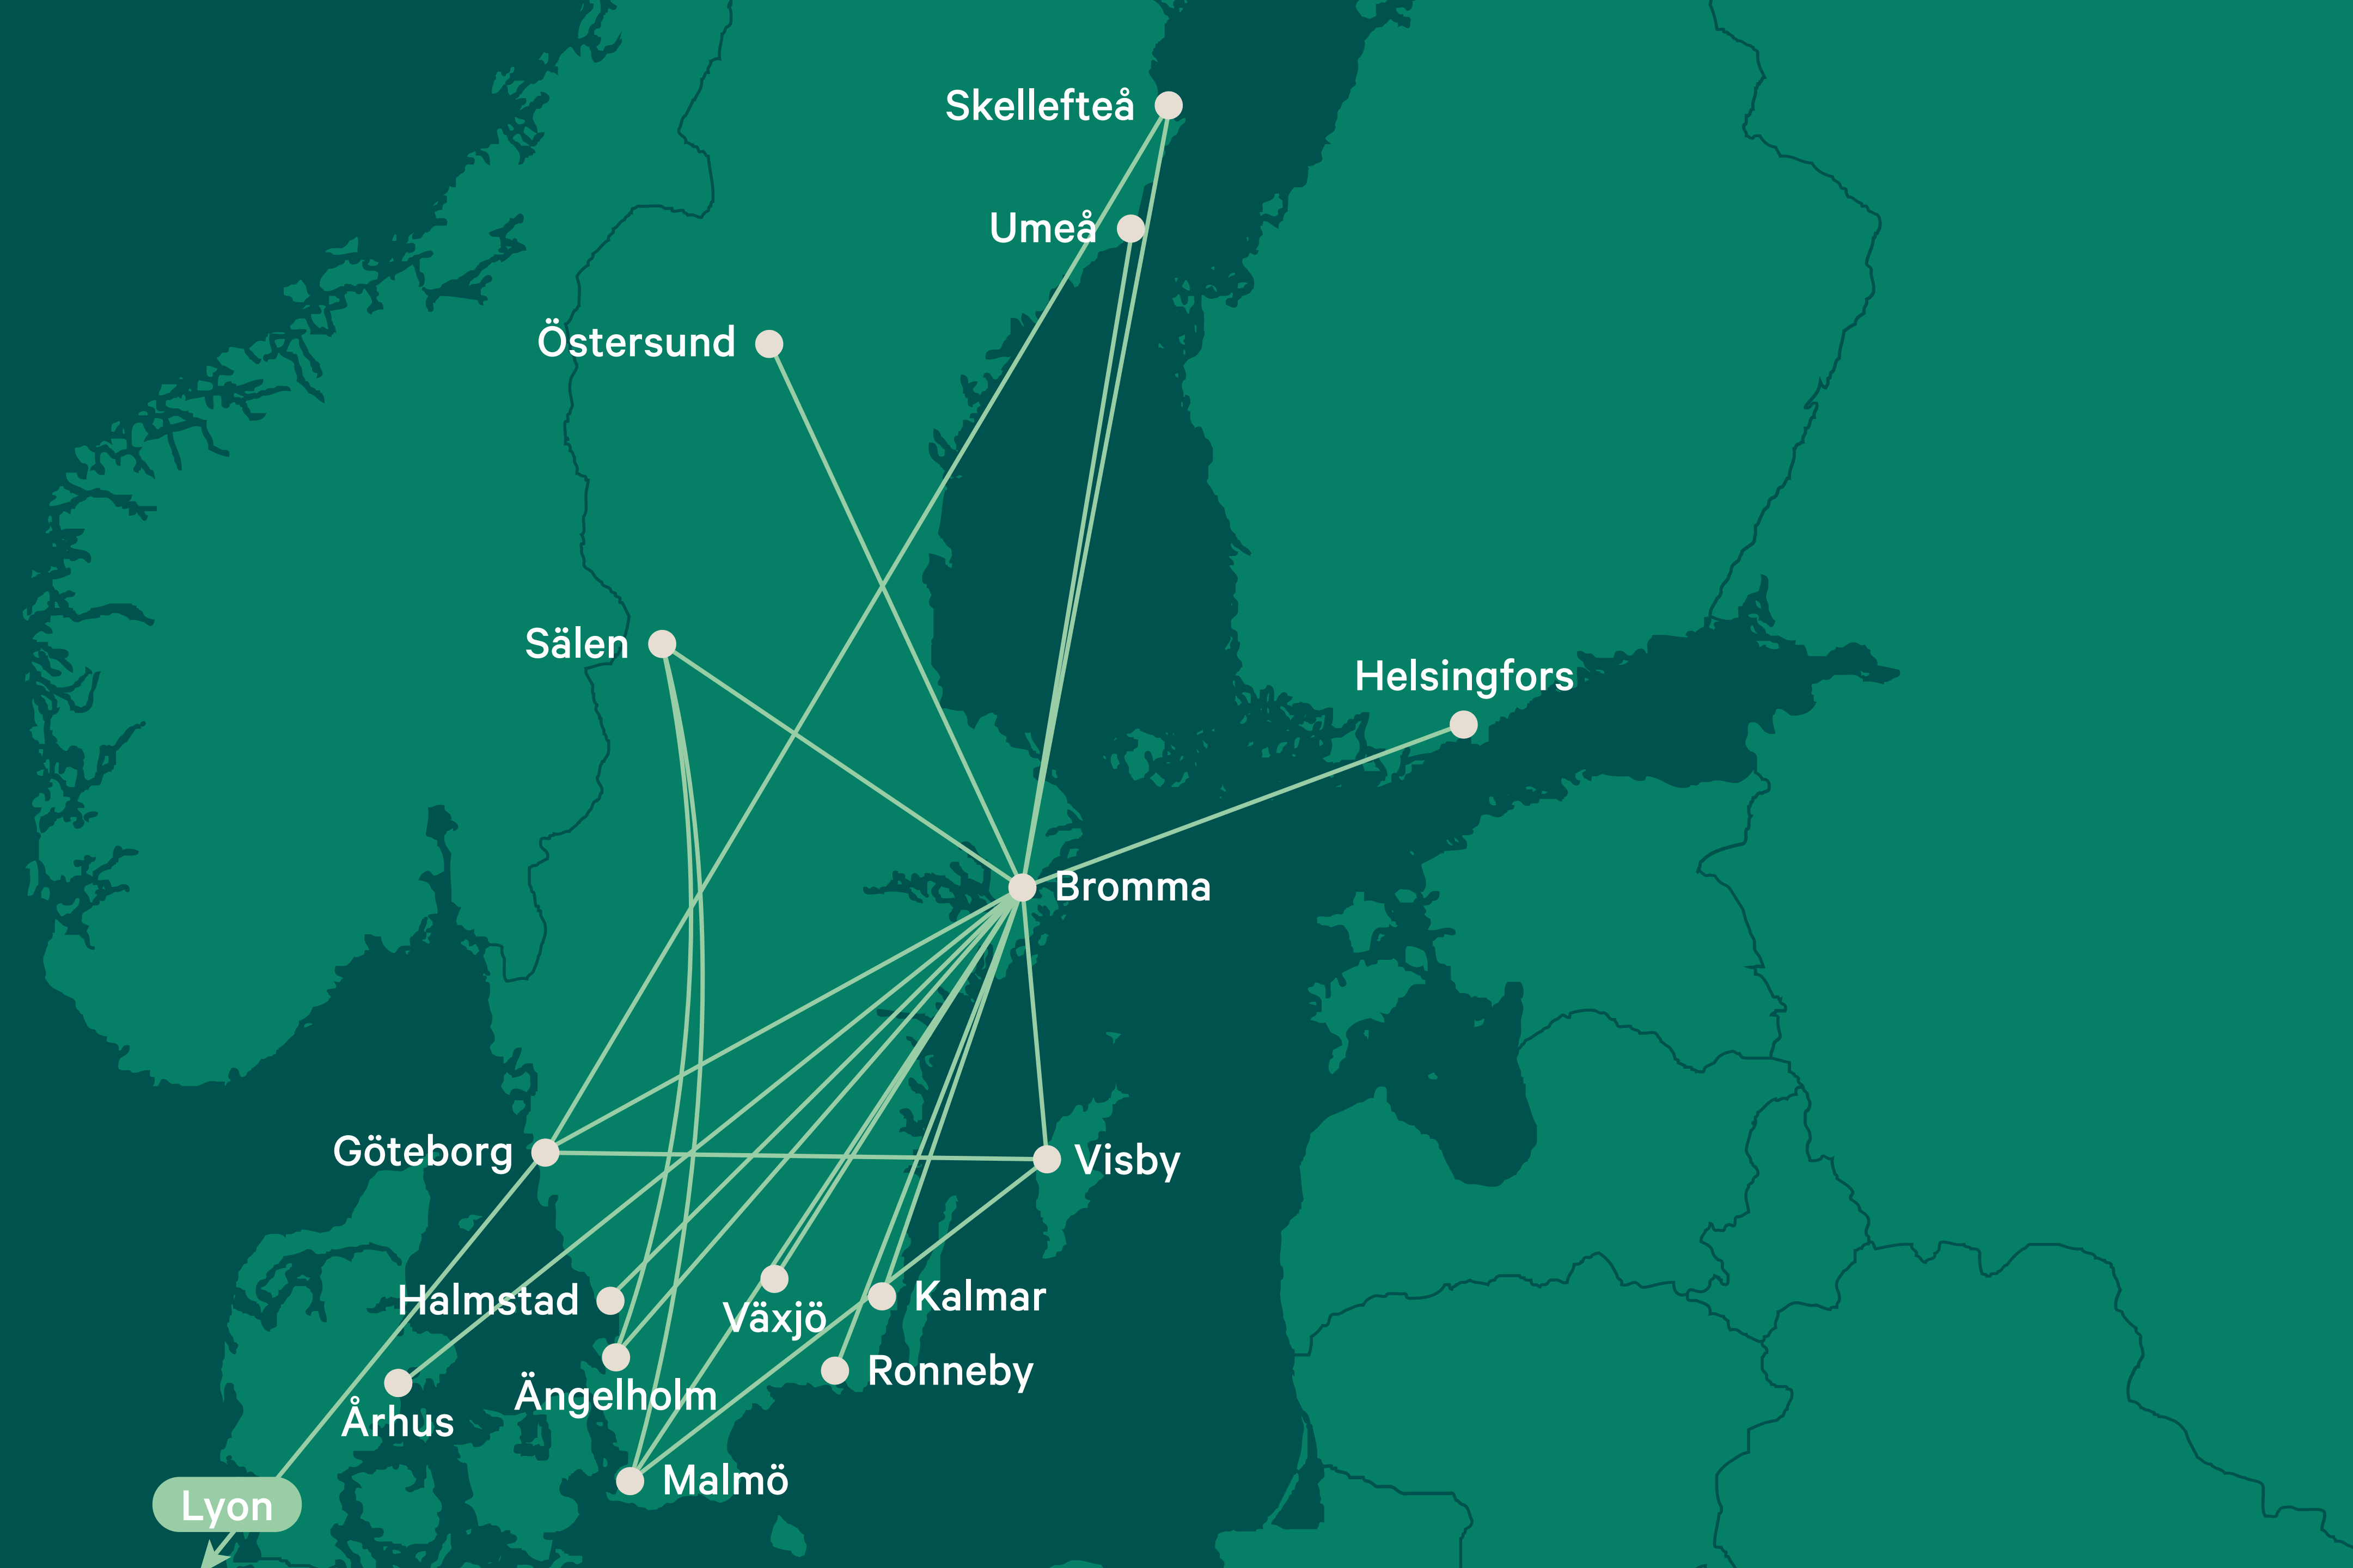 Skellefteå
Umeå
Östersund
Sälen
Helsingfors
Bromma
Göteborg
Visby
Halmstad
Växjö
Kalmar
Ronneby
Ängelholm
Århus
Malmö
Lyon